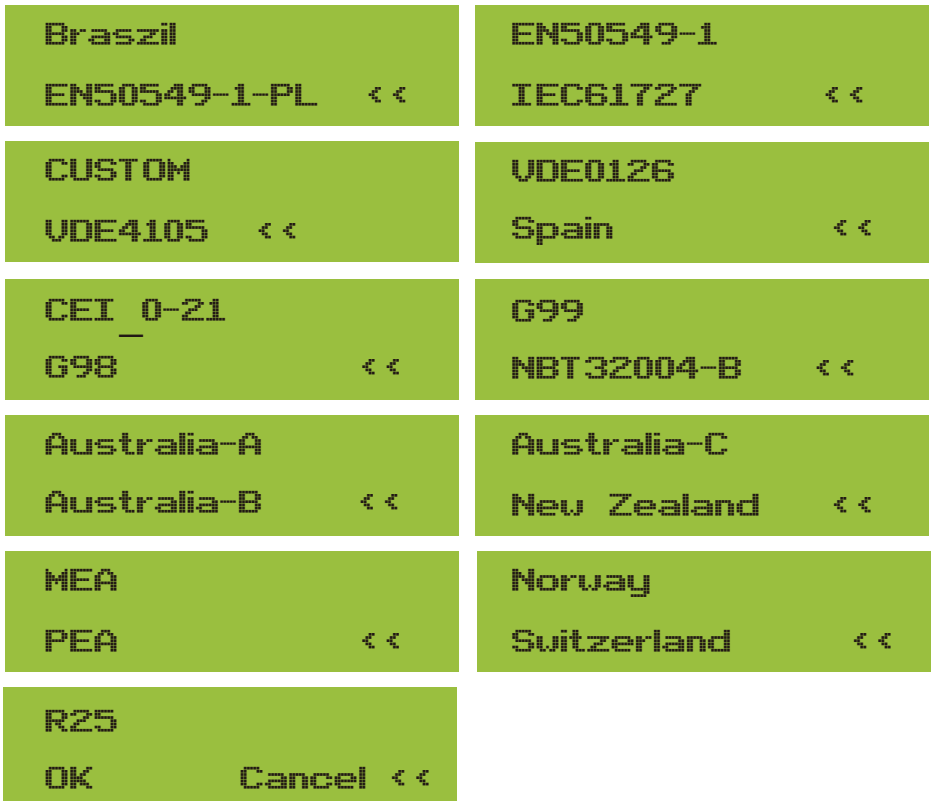 Braszil
EN50549-1-PL <<
EN50549-1
IEC61727 <<
CUSTOM
VDE4105 <<
VDE0126
Spain <<
CEI_0-21
G98 <<
G99
NBT32004-B <<
Australia-A
Australia-B <<
Australia-C
New Zealand <<
MEA
PEA <<
Norway
Switzerland <<
R25
OK Cancel <<